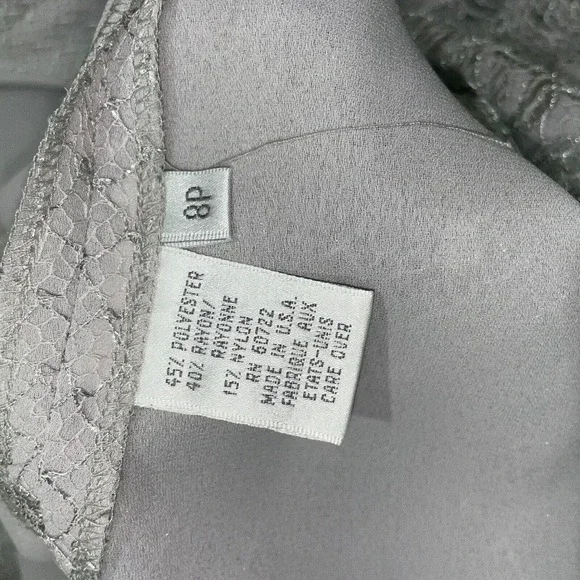 8P
45% POLYESTER
40% RAYON/
RAYONNE
15% NYLON
RN 60722
MADE IN U.S.A.
FABRIQUE AUX
ETATS-UNIS
CARE OVER